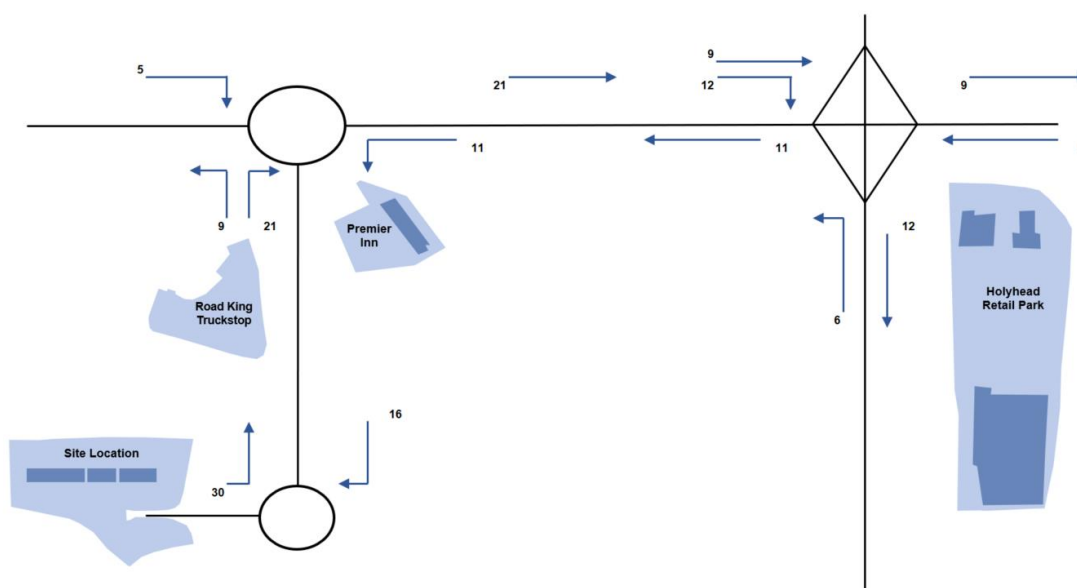 9
5
21
12
9
11
11
9
21
Premier
Inn
12
Road King
Truckstop
Holyhead
Retail Park
6
16
Site Location
30